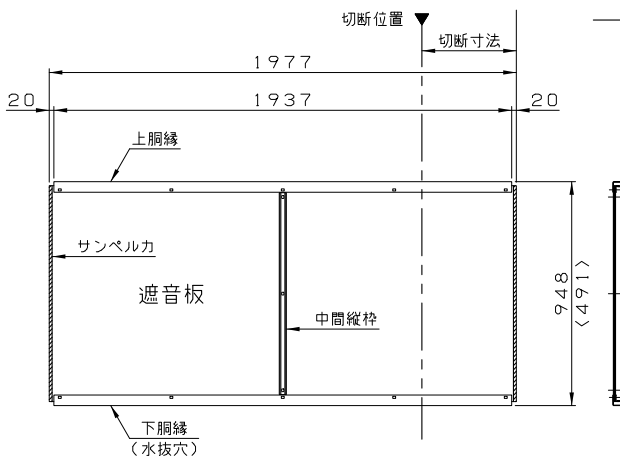 切断位置
切断寸法
1977
20
1937
20
上胴縁
サンペルカ
遮音板
中間縦枠
948
〈491〉
下胴縁
（水抜穴）